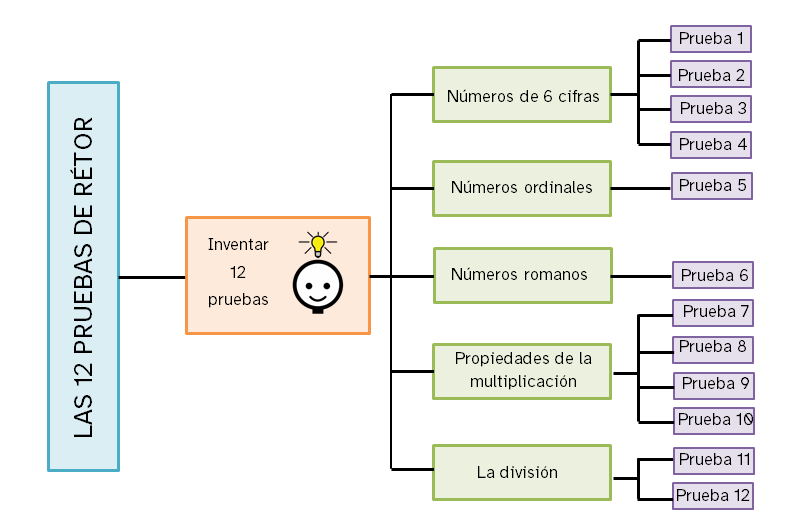 LAS 12 PRUEBAS DE RÉTOR
Inventar
12
pruebas
Números de 6 cifras
Prueba 1
Prueba 2
Prueba 3
Prueba 4
Números ordinales
Prueba 5
Números romanos
Prueba 6
Propiedades de la
multiplicación
Prueba 7
Prueba 8
Prueba 9
Prueba 10
La división
Prueba 11
Prueba 12